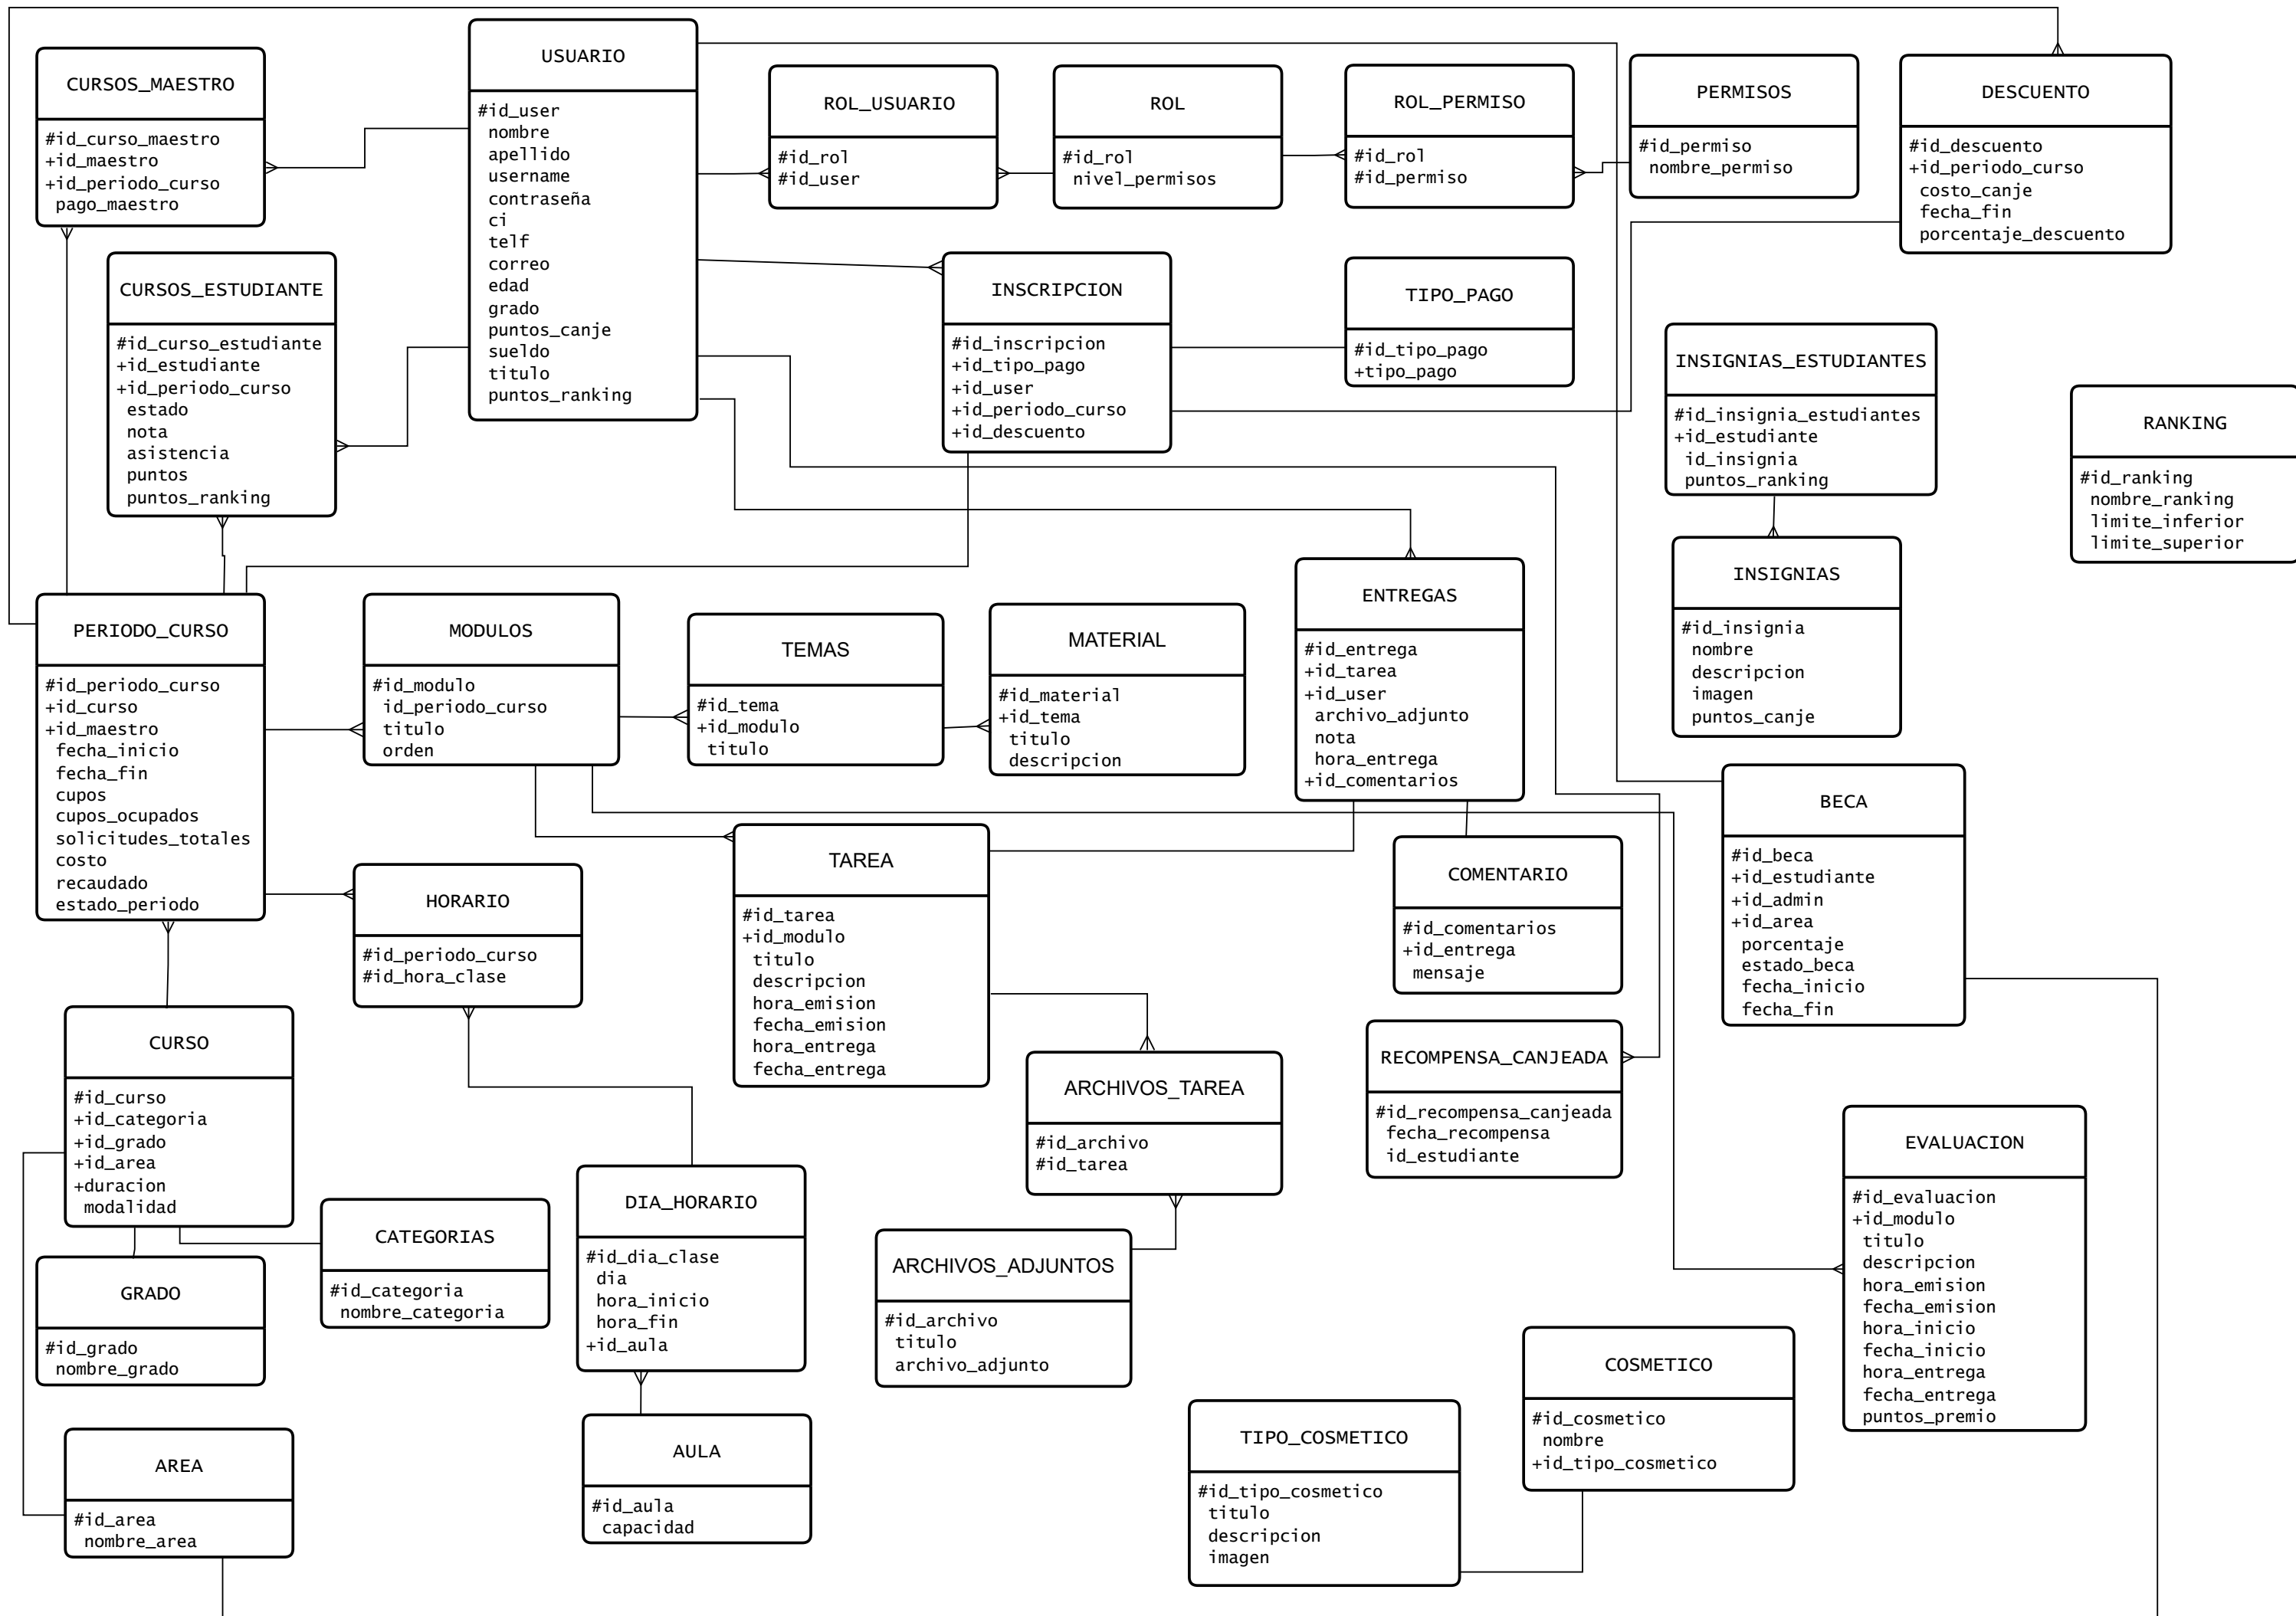 USUARIO
#id_user
nombre
apellido
username
contraseña
ci
telf
correo
edad
grado
puntos_canje
sueldo
titulo
puntos_ranking
CURSOS_MAESTRO
#id_curso_maestro
+id_maestro
+id_periodo_curso
pago_maestro
ROL_USUARIO
#id_rol
#id_user
ROL
#id_rol
nivel_permisos
ROL_PERMISO
#id_rol
#id_permiso
PERMISOS
#id_permiso
nombre_permiso
DESCUENTO
#id_descuento
+id_periodo_curso
costo_canje
fecha_fin
porcentaje_descuento
CURSOS_ESTUDIANTE
#id_curso_estudiante
+id_estudiante
+id_periodo_curso
estado
nota
asistencia
puntos
puntos_ranking
INSCRIPCION
#id_inscripcion
+id_tipo_pago
+id_user
+id_periodo_curso
+id_descuento
TIPO_PAGO
#id_tipo_pago
+tipo_pago
INSIGNIAS_ESTUDIANTES
#id_insignia_estudiantes
+id_estudiante
id_insignia
puntos_ranking
RANKING
#id_ranking
nombre_ranking
limite_inferior
limite_superior
INSIGNIAS
#id_insignia
nombre
descripcion
imagen
puntos_canje
ENTREGAS
#id_entrega
+id_tarea
+id_user
archivo_adjunto
nota
hora_entrega
+id_comentarios
PERIODO_CURSO
#id_periodo_curso
+id_curso
+id_maestro
fecha_inicio
fecha_fin
cupos
cupos_ocupados
solicitudes_totales
costo
recaudado
estado_periodo
MODULOS
#id_modulo
id_periodo_curso
titulo
orden
TEMAS
#id_tema
+id_modulo
titulo
MATERIAL
#id_material
+id_tema
titulo
descripcion
BECA
#id_beca
+id_estudiante
+id_admin
+id_area
porcentaje
estado_beca
fecha_inicio
fecha_fin
TAREA
#id_tarea
+id_modulo
titulo
descripcion
hora_emision
fecha_emision
hora_entrega
fecha_entrega
COMENTARIO
#id_comentarios
+id_entrega
mensaje
HORARIO
#id_periodo_curso
#id_hora_clase
CURSO
#id_curso
+id_categoria
+id_grado
+id_area
+duracion
modalidad
RECOMPENSA_CANJEADA
#id_recompensa_canjeada
fecha_recompensa
id_estudiante
ARCHIVOS_TAREA
#id_archivo
#id_tarea
EVALUACION
#id_evaluacion
+id_modulo
titulo
descripcion
hora_emision
fecha_emision
hora_inicio
fecha_inicio
hora_entrega
fecha_entrega
puntos_premio
DIA_HORARIO
#id_dia_clase
dia
hora_inicio
hora_fin
+id_aula
CATEGORIAS
#id_categoria
nombre_categoria
ARCHIVOS_ADJUNTOS
#id_archivo
titulo
archivo_adjunto
GRADO
#id_grado
nombre_grado
COSMETICO
#id_cosmetico
nombre
+id_tipo_cosmetico
TIPO_COSMETICO
#id_tipo_cosmetico
titulo
descripcion
imagen
AULA
#id_aula
capacidad
AREA
#id_area
nombre_area